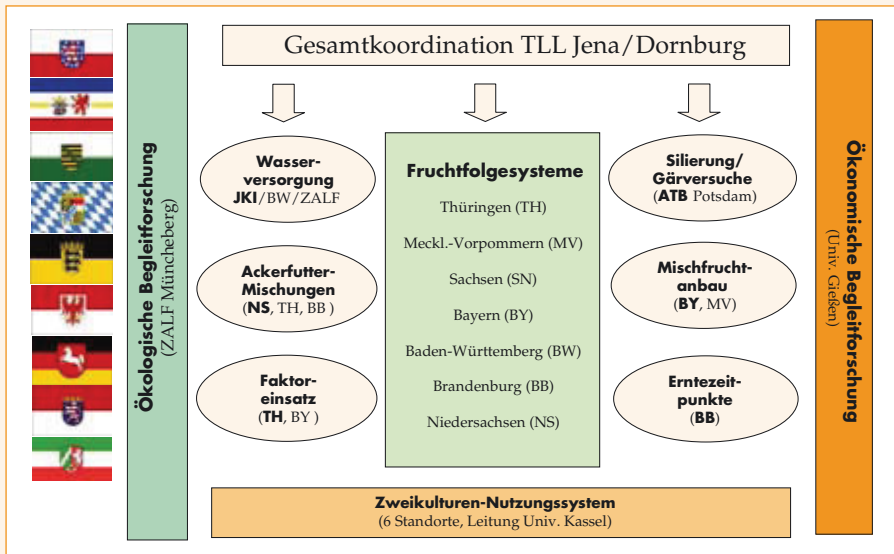 Gesamtkoordination TLL Jena/Dornburg
Ökologische Begleitforschung
(ZALF Müncheberg)
Wasser-
versorgung
JKI/BW/ZALF
Ackerfutter-
Mischungen
(NS, TH, BB )
Faktor-
einsatz
(TH, BY )
Fruchtfolgesysteme
Thüringen (TH)
Meckl.-Vorpommern (MV)
Sachsen (SN)
Bayern (BY)
Baden-Württemberg (BW)
Brandenburg (BB)
Niedersachsen (NS)
Silierung/
Gärversuche
(ATB Potsdam)
Mischfrucht-
anbau
(BY, MV)
Erntezeit-
punkte
(BB)
Ökonomische Begleitforschung
(Univ. Gießen)
Zweikulturen-Nutzungssystem
(6 Standorte, Leitung Univ. Kassel)